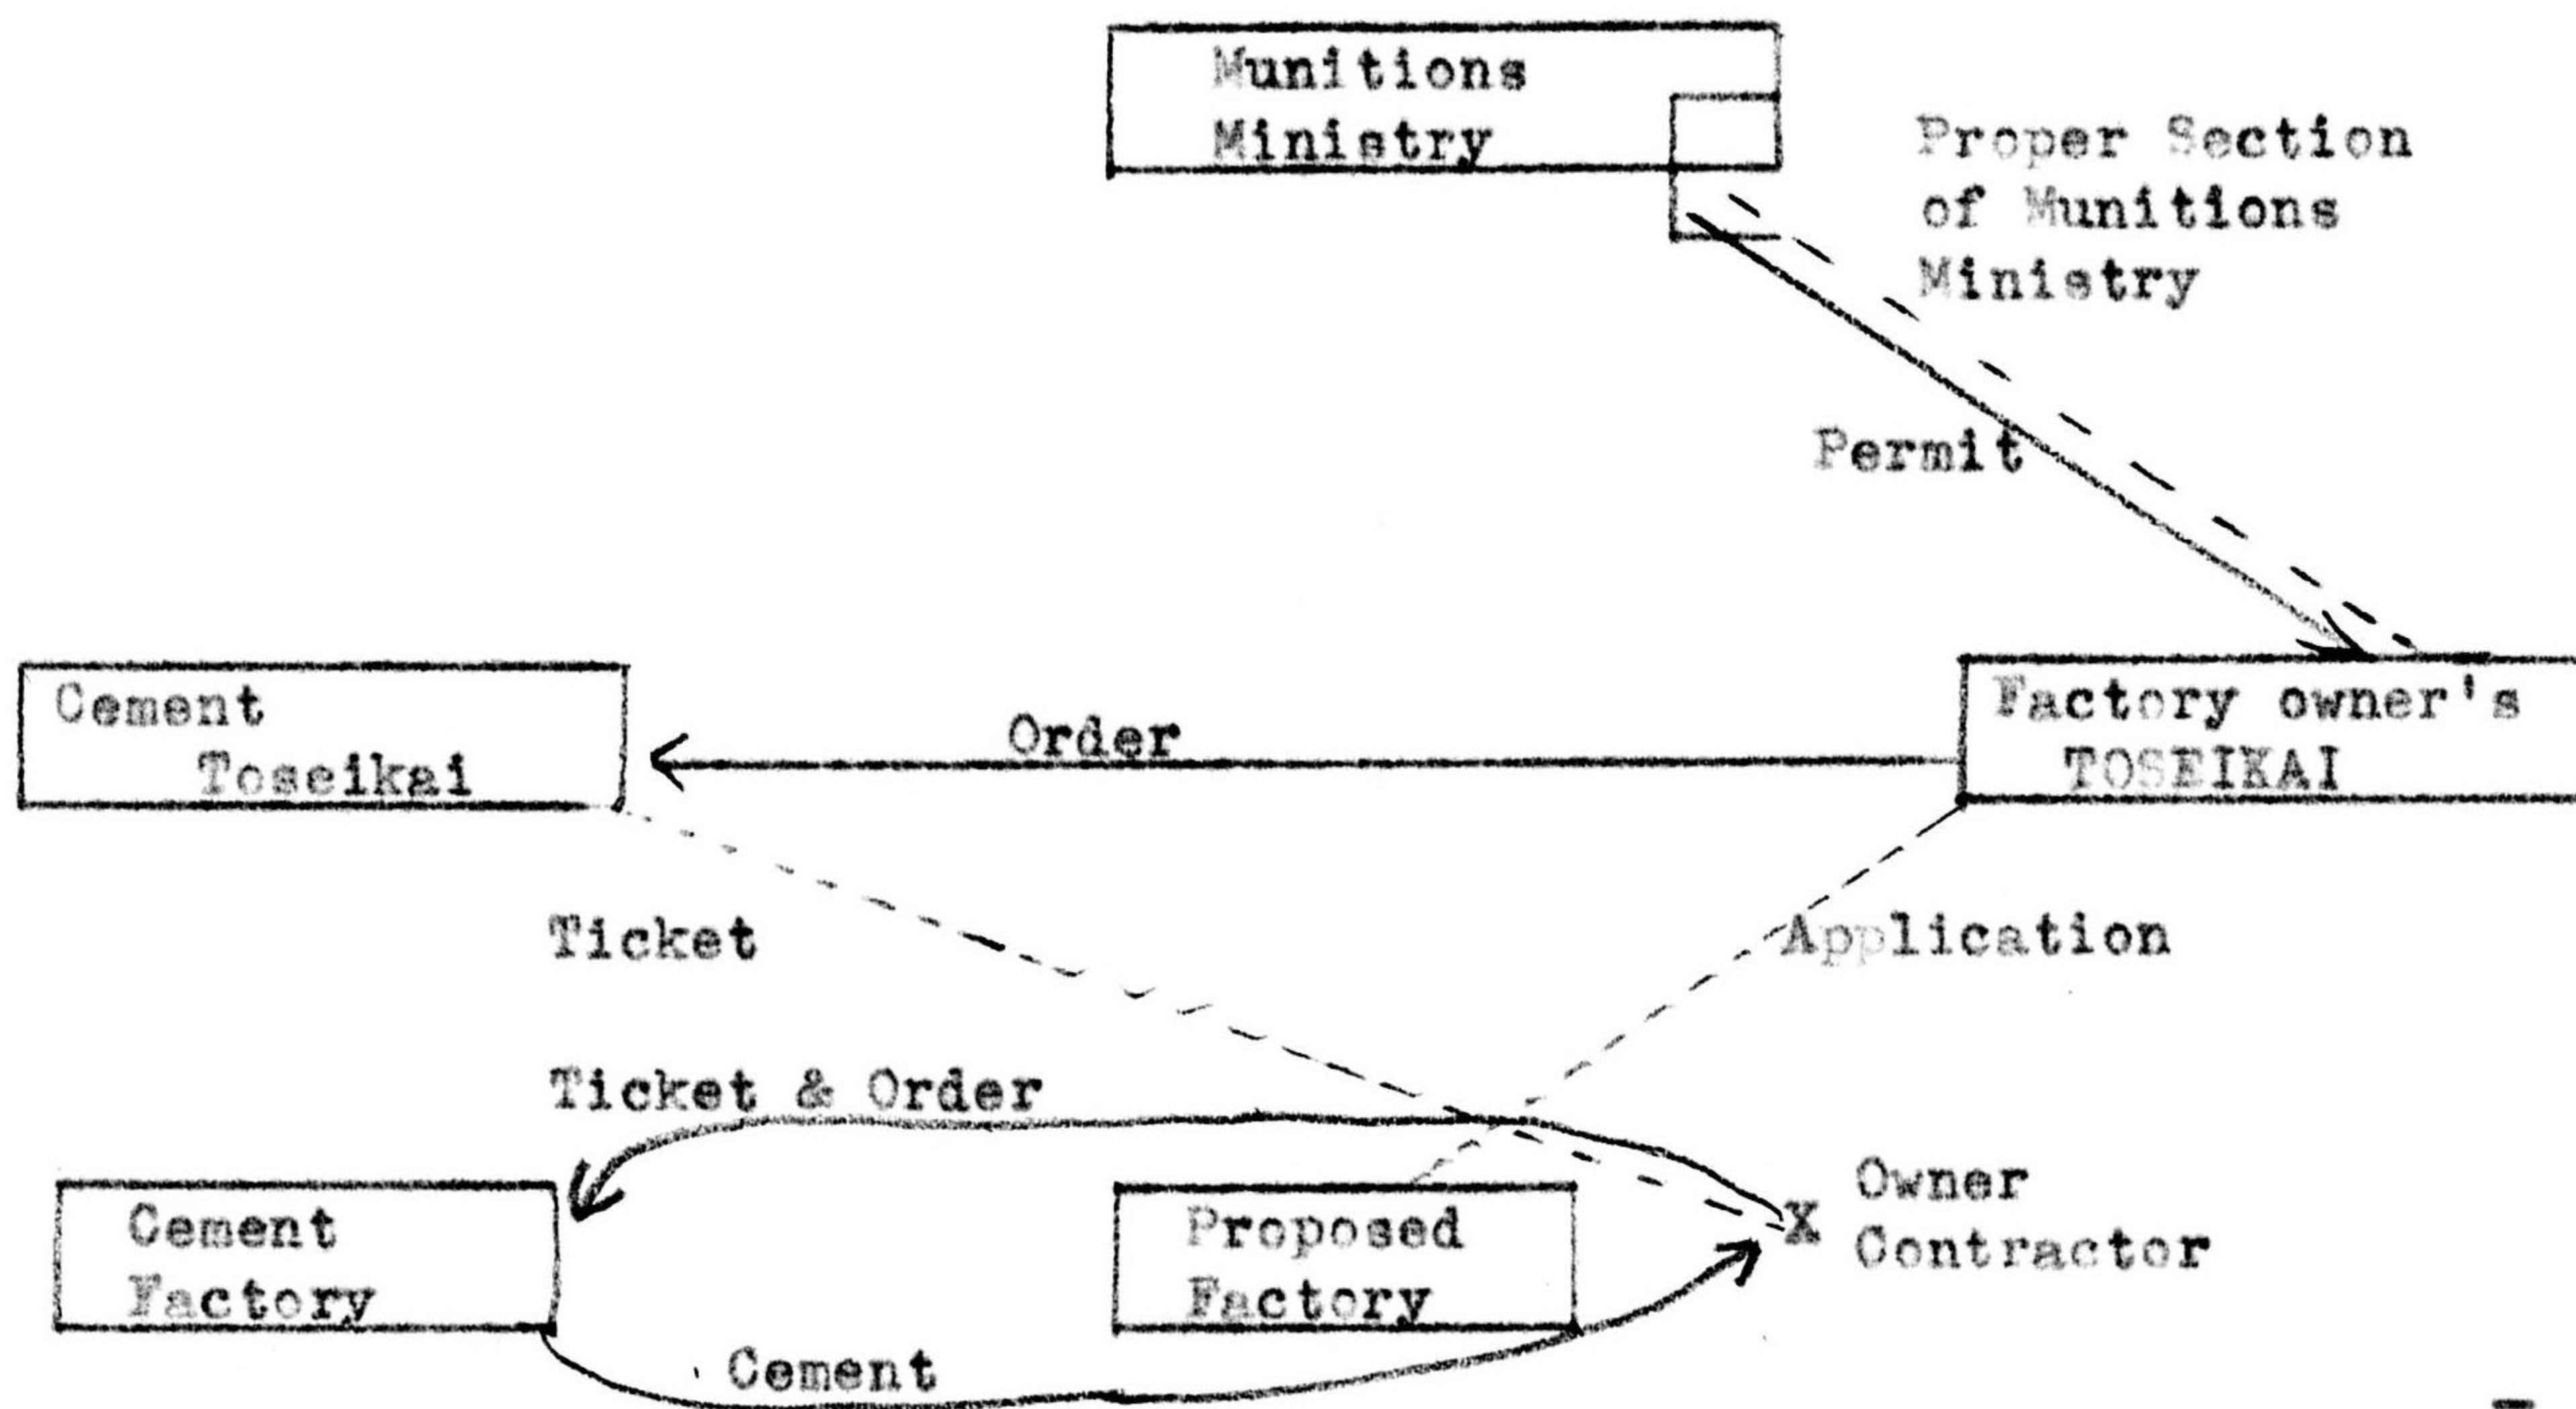 Munitions
Ministry
Proper Section
of Munitions
Ministry
Permit
Cement
Toseikai
Order
Factory owner's
TOSEIKAI
Ticket
Application
Ticket & Order
Cement
Factory
Proposed
Factory
X
Owner
Contractor
Cement